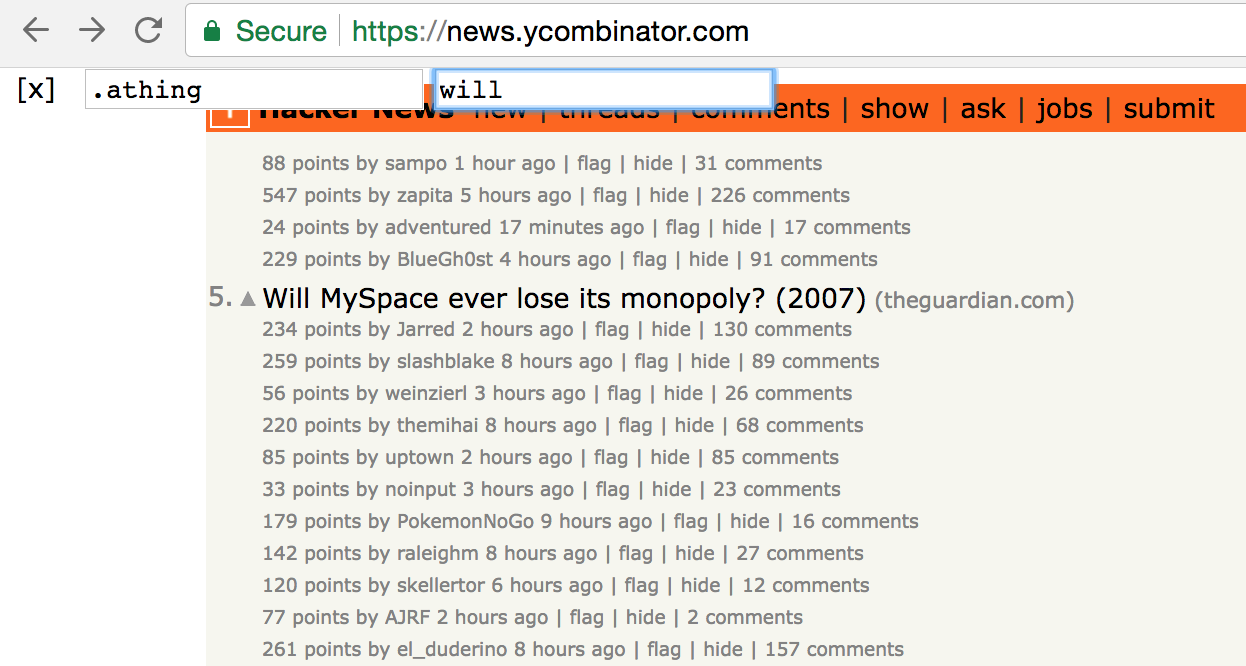 Secure https://news.ycombinator.com
[x] .athing will
Hacker News new | threads | comments | show | ask | jobs | submit
88 points by sampo 1 hour ago | flag | hide | 31 comments
547 points by zapita 5 hours ago | flag | hide | 226 comments
24 points by adventured 17 minutes ago | flag | hide | 17 comments
229 points by BlueGh0st 4 hours ago | flag | hide | 91 comments
5. Will MySpace ever lose its monopoly? (2007) (theguardian.com)
234 points by Jarred 2 hours ago | flag | hide | 130 comments
259 points by slashblake 8 hours ago | flag | hide | 89 comments
56 points by weinzierl 3 hours ago | flag | hide | 26 comments
220 points by themihai 8 hours ago | flag | hide | 68 comments
85 points by uptown 2 hours ago | flag | hide | 85 comments
33 points by noinput 3 hours ago | flag | hide | 23 comments
179 points by PokemonNoGo 9 hours ago | flag | hide | 16 comments
142 points by raleighm 8 hours ago | flag | hide | 27 comments
120 points by skellertor 6 hours ago | flag | hide | 12 comments
77 points by AJRF 2 hours ago | flag | hide | 2 comments
261 points by el_duderino 8 hours ago | flag | hide | 157 comments